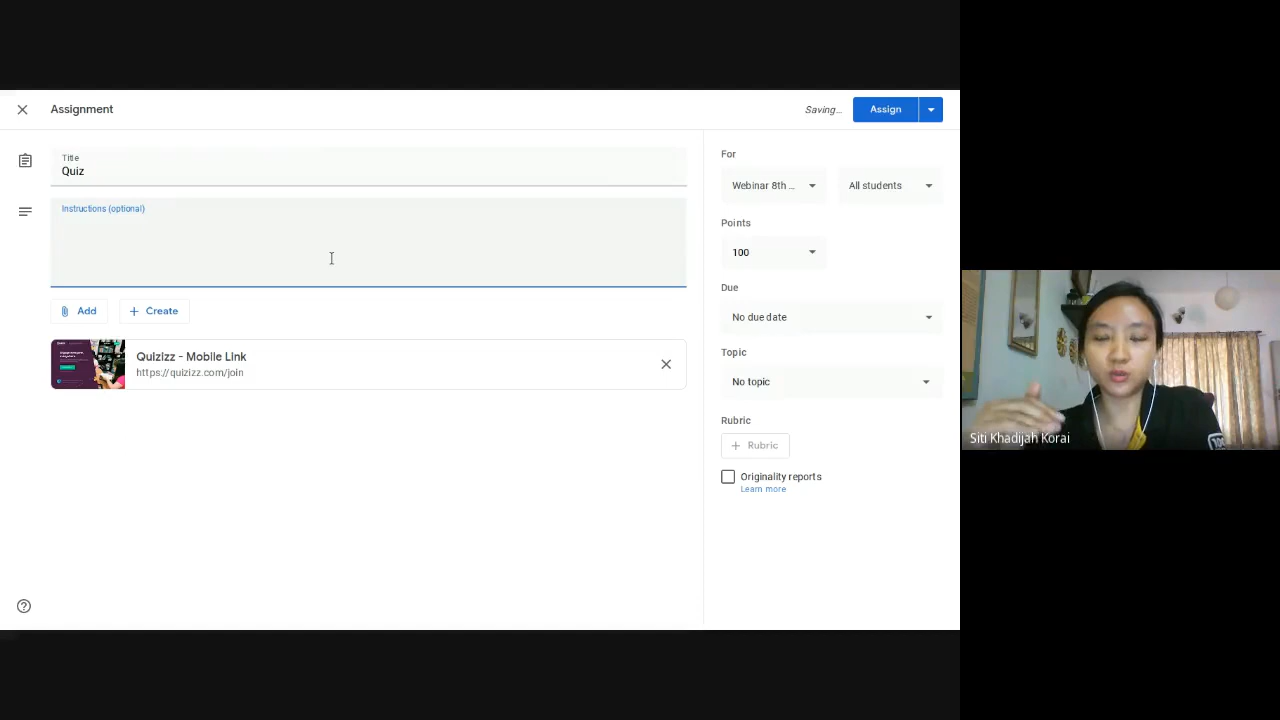 Assignment
Saving...
Assign
Title
Quiz
Instructions (optional)
Add
Create
Quizizz - Mobile Link
https://quizizz.com/join
For
Webinar 8th ...
All students
Points
100
Due
No due date
Topic
No topic
Rubric
Rubric
Originality reports
Learn more
Siti Khadijah Korai